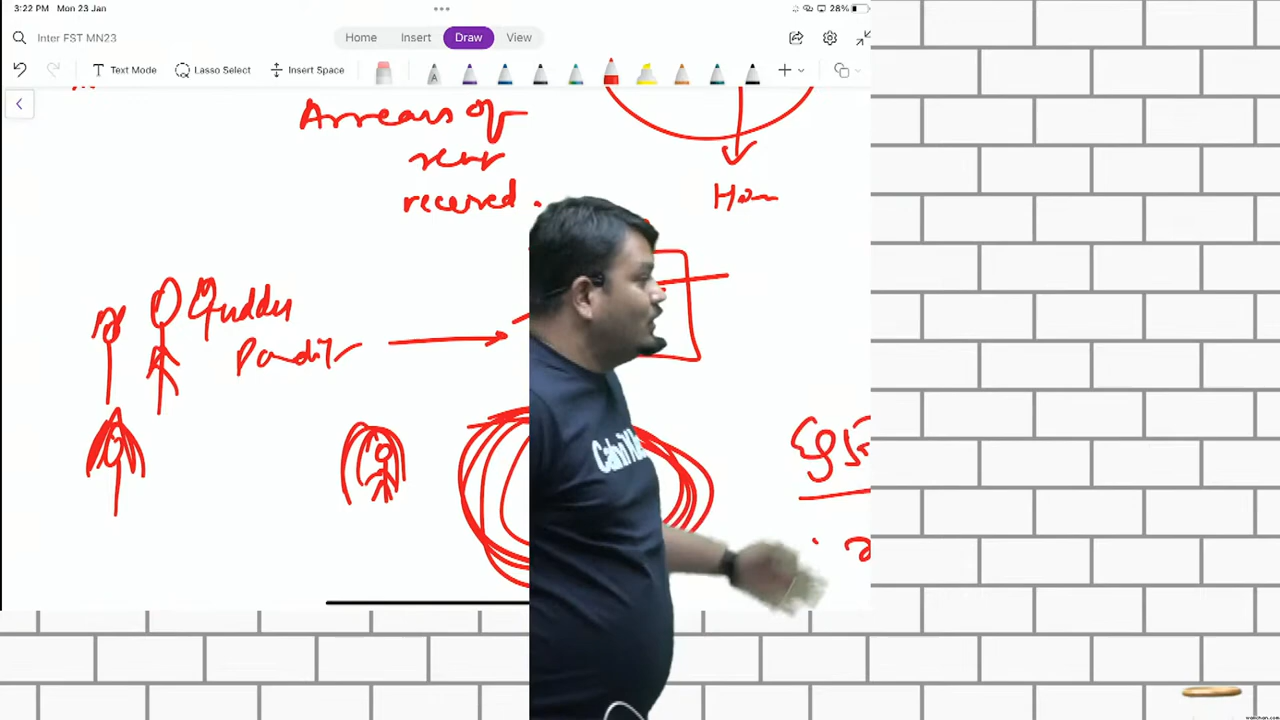 3:22 PM Mon 23 Jan
28%
Inter FST MN23
Home Insert Draw View
Text Mode Lasso Select Insert Space
Arrears of
rent
received.
Guddu
Pandit